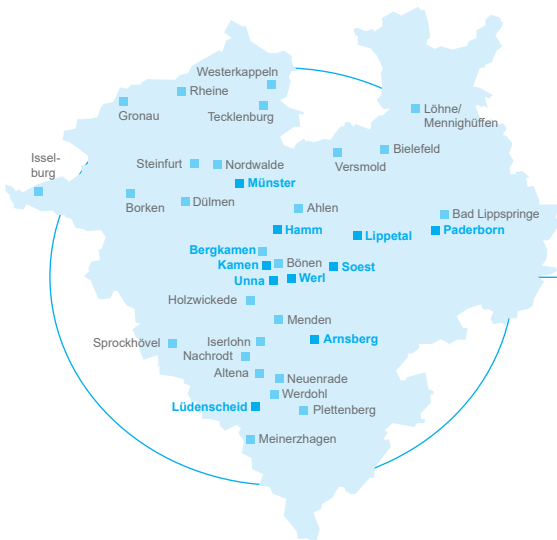 Westerkappeln
Rheine
Gronau
Tecklenburg
Löhne/
Mennighüffen
Issel-
burg
Steinfurt
Nordwalde
Versmold
Bielefeld
Münster
Borken
Dülmen
Ahlen
Bad Lippspringe
Hamm
Lippetal
Paderborn
Bergkamen
Kamen
Bönen
Soest
Unna
Werl
Holzwickede
Menden
Sprockhövel
Iserlohn
Arnsberg
Nachrodt
Altena
Neuenrade
Werdohl
Lüdenscheid
Plettenberg
Meinerzhagen